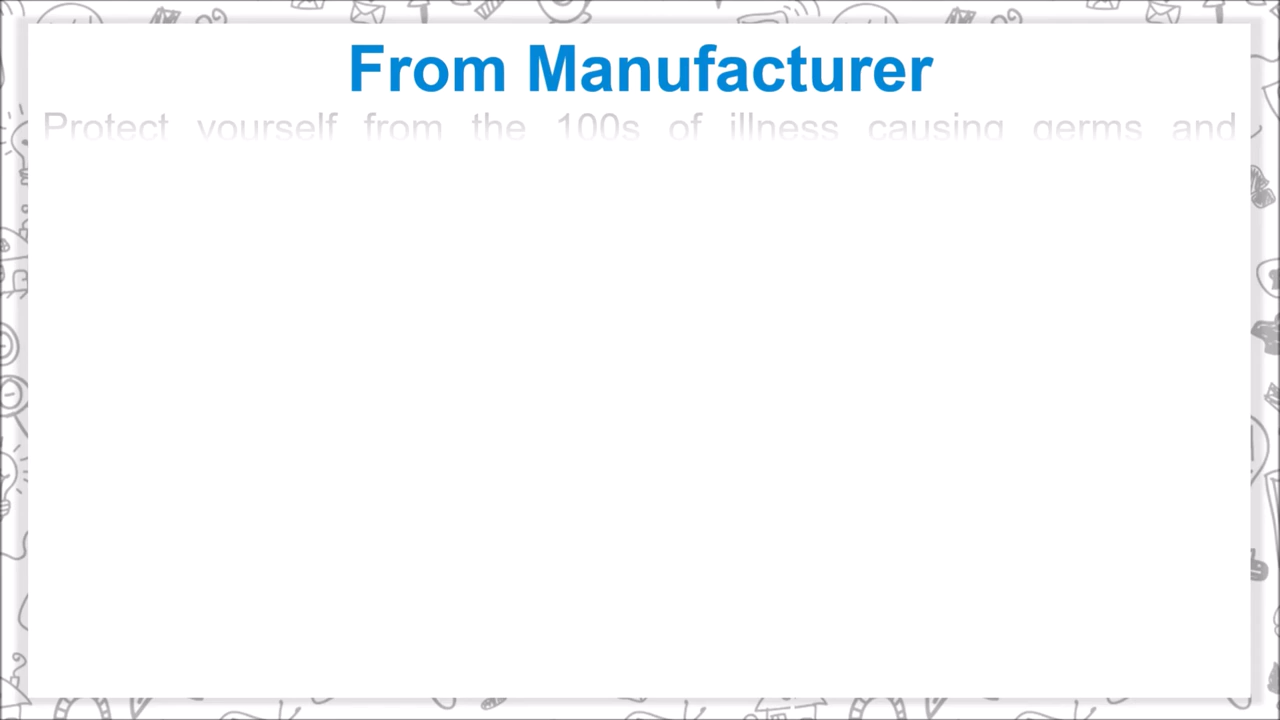 From Manufacturer
Protect yourself from the 100s of illness causing germs and